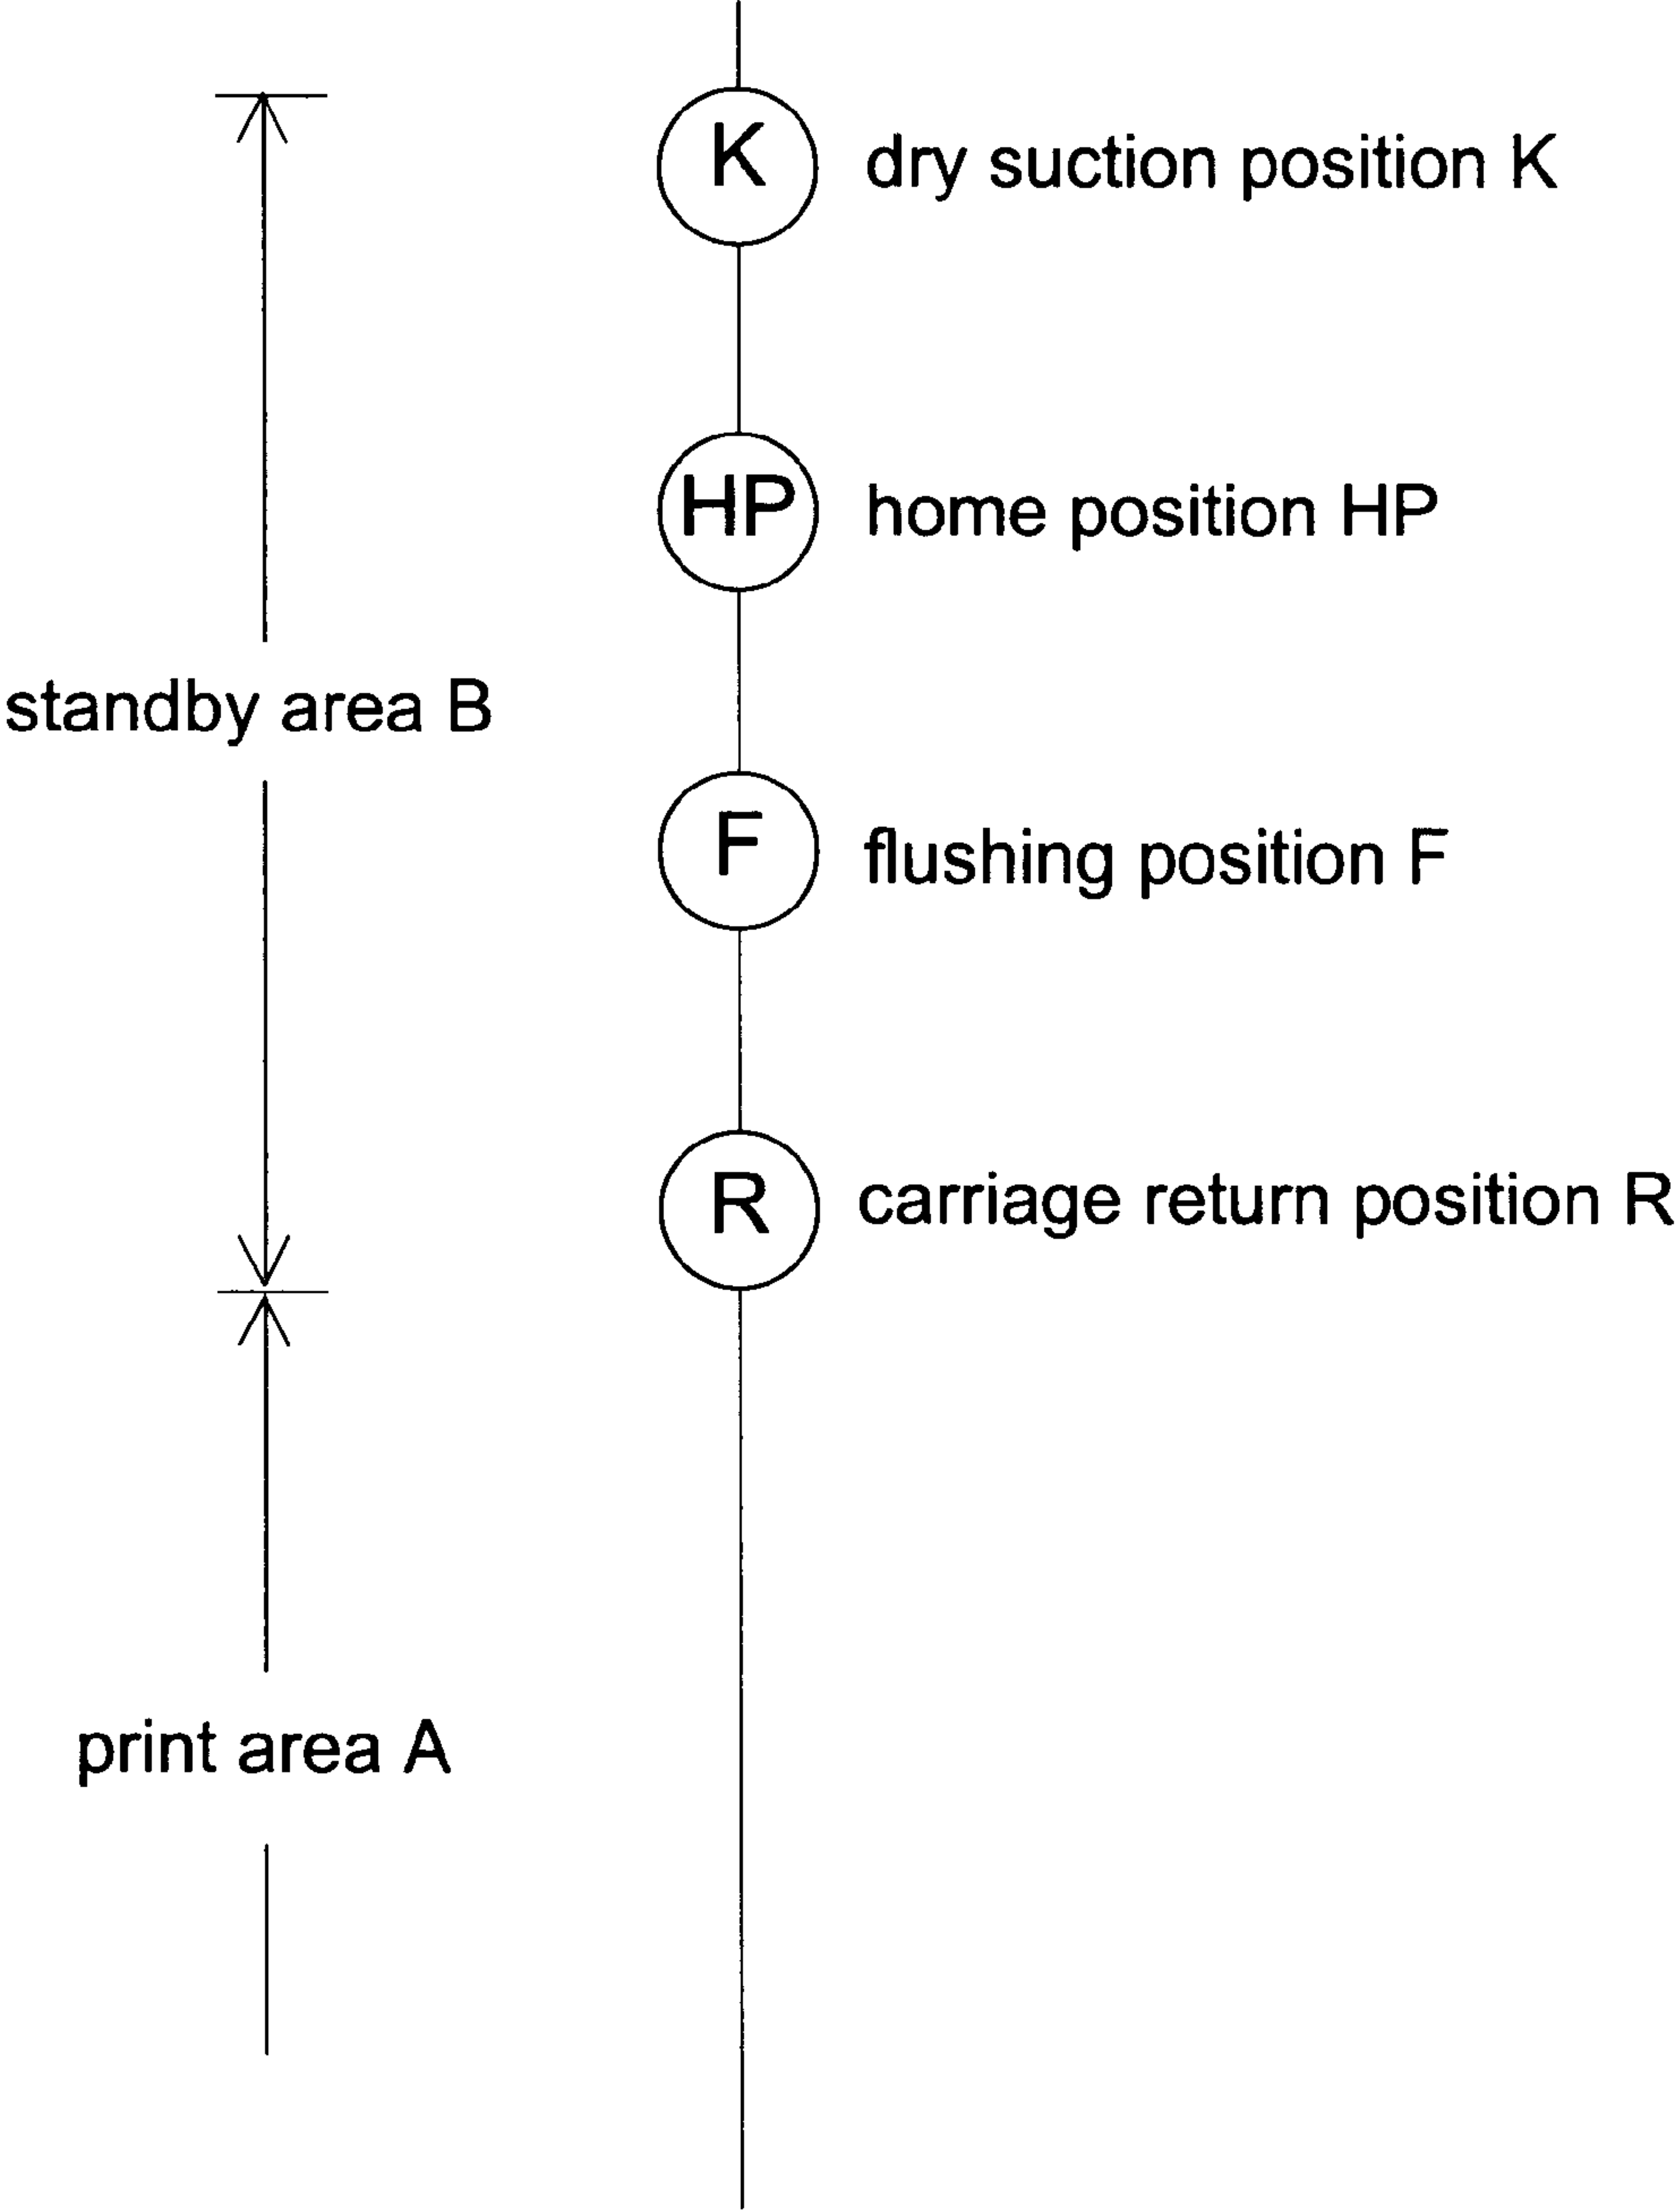 K dry suction position K
HP home position HP
standby area B
F flushing position F
R carriage return position R
print area A